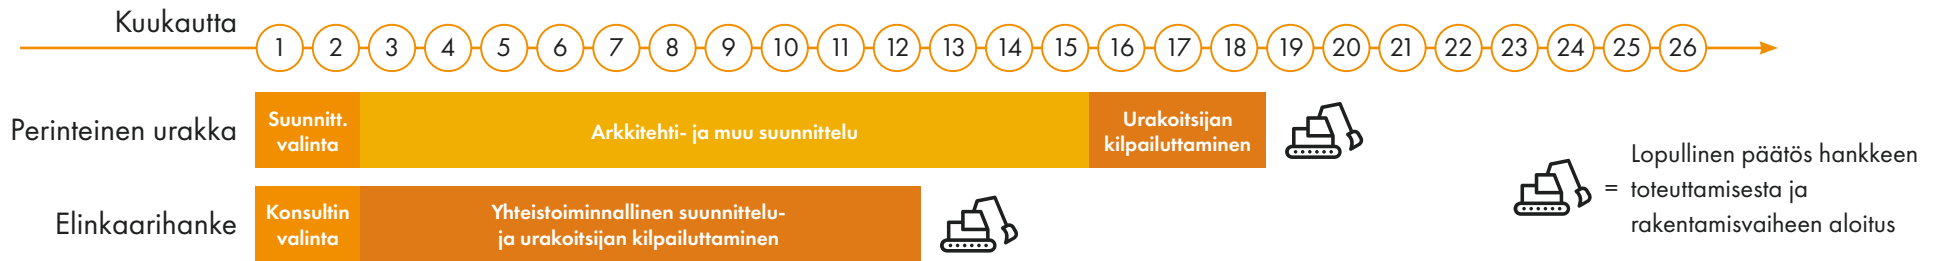 Kuukautta
1 2 3 4 5 6 7 8 9 10 11 12 13 14 15 16 17 18 19 20 21 22 23 24 25 26
Perinteinen urakka
Suunnitt.
valinta
Arkkitehti- ja muu suunnittelu
Urakoitsijan
kilpailuttaminen
Elinkaarihanke
Konsultin
valinta
Yhteistoiminnallinen suunnittelu-
ja urakoitsijan kilpailuttaminen
Lopullinen päätös hankkeen
= toteuttamisesta ja
rakentamisvaiheen aloitus